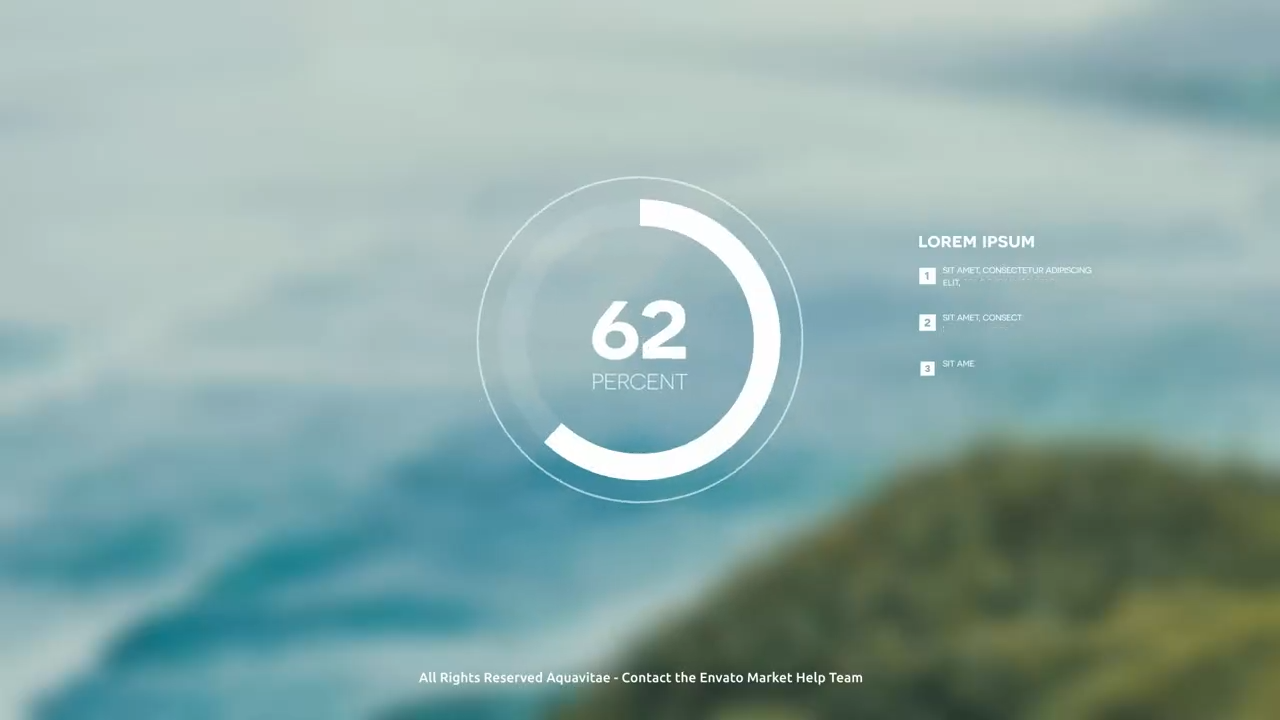 62
PERCENT
LOREM IPSUM
1 SIT AMET, CONSECTETUR ADIPISCING
ELIT,
2 SIT AMET, CONSECT
3 SIT AME
All Rights Reserved Aquavitae - Contact the Envato Market Help Team